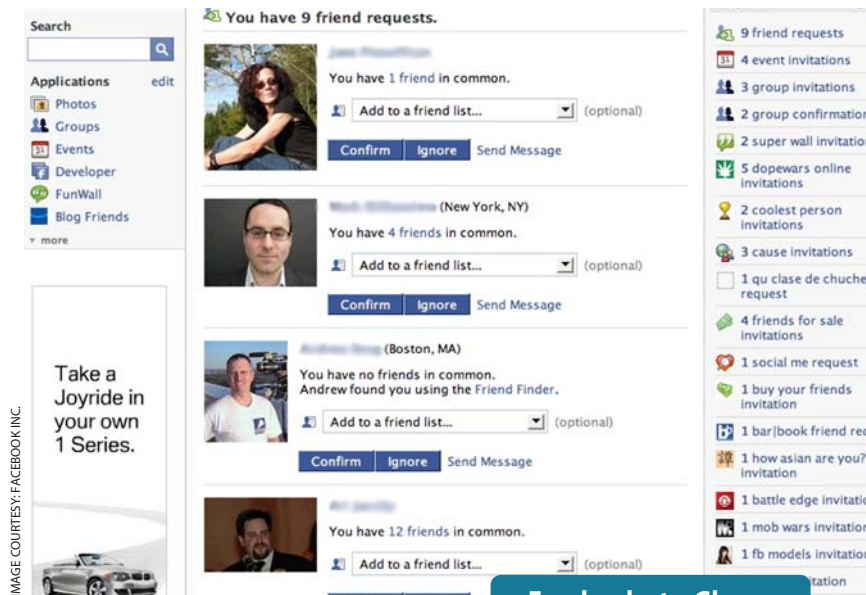 Search
Applications edit
Photos
Groups
Events
Developer
FunWall
Blog Friends
more
Take a
Joyride in
your own
1 Series.
IMAGE COURTESY: FACEBOOK INC.
You have 9 friend requests.
You have 1 friend in common.
Add to a friend list... (optional)
Confirm Ignore Send Message
(New York, NY)
You have 4 friends in common.
Add to a friend list... (optional)
Confirm Ignore Send Message
(Boston, MA)
You have no friends in common.
Andrew found you using the Friend Finder.
Add to a friend list... (optional)
Confirm Ignore Send Message
You have 12 friends in common.
Add to a friend list... (optional)
9 friend requests
31 4 event invitations
3 group invitations
2 group confirmation
2 super wall
5 dopewars online
invitations
2 coolest person
invitations
3 cause invitations
1 qu clase de chuche
request
4 friends for sale
invitations
1 social me request
1 buy your friends
invitation
1 bar|book friend
1 how asian are you?
invitation
1 battle edge
1 mob wars invitation
1 fb models